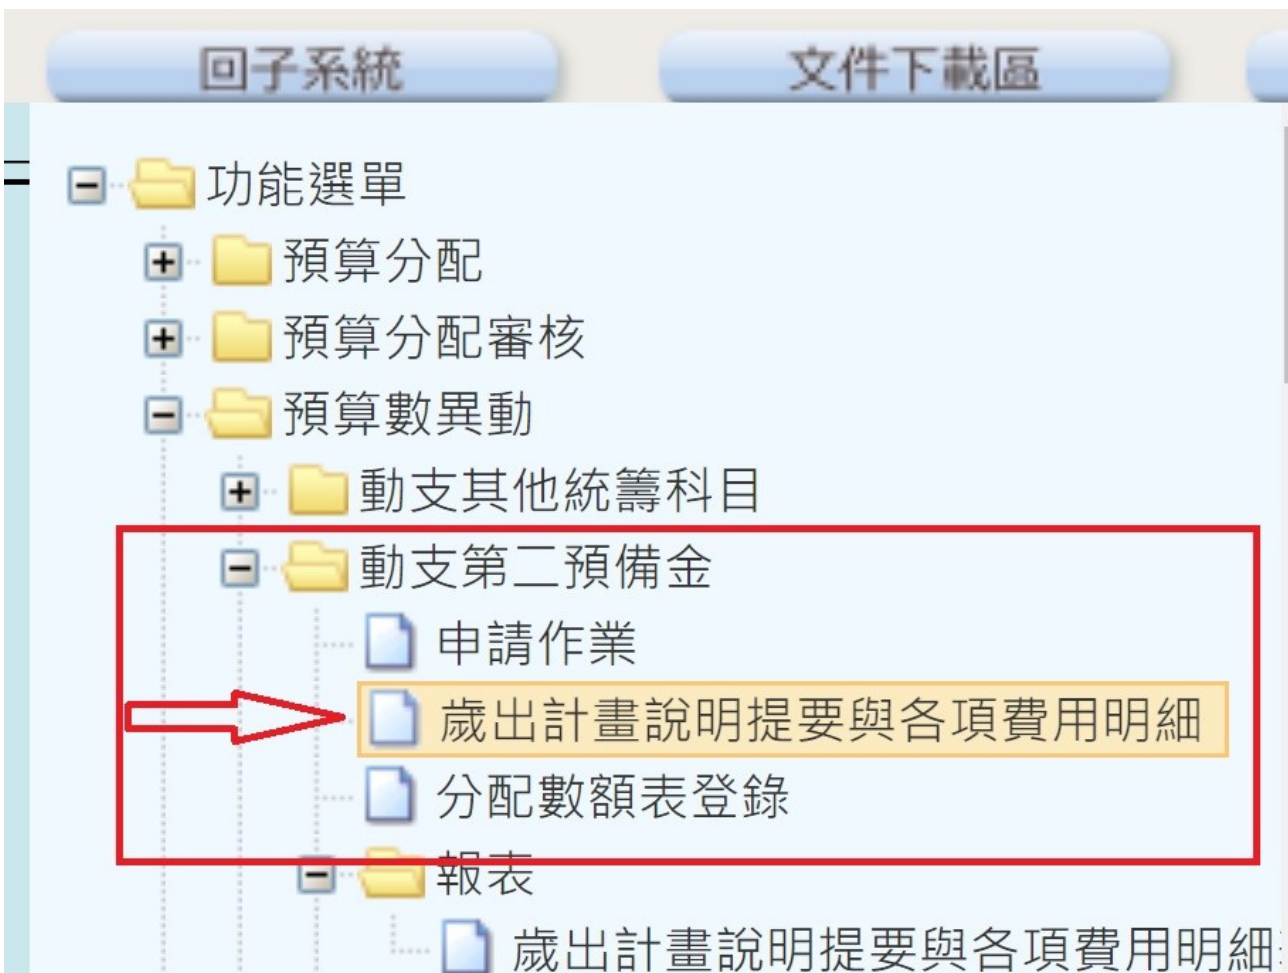 回子系統 文件下載區
功能選單
預算分配
預算分配審核
預算數異動
動支其他統籌科目
動支第二預備金
申請作業
歲出計畫說明提要與各項費用明細
分配數額表登錄
報表
歲出計畫說明提要與各項費用明細